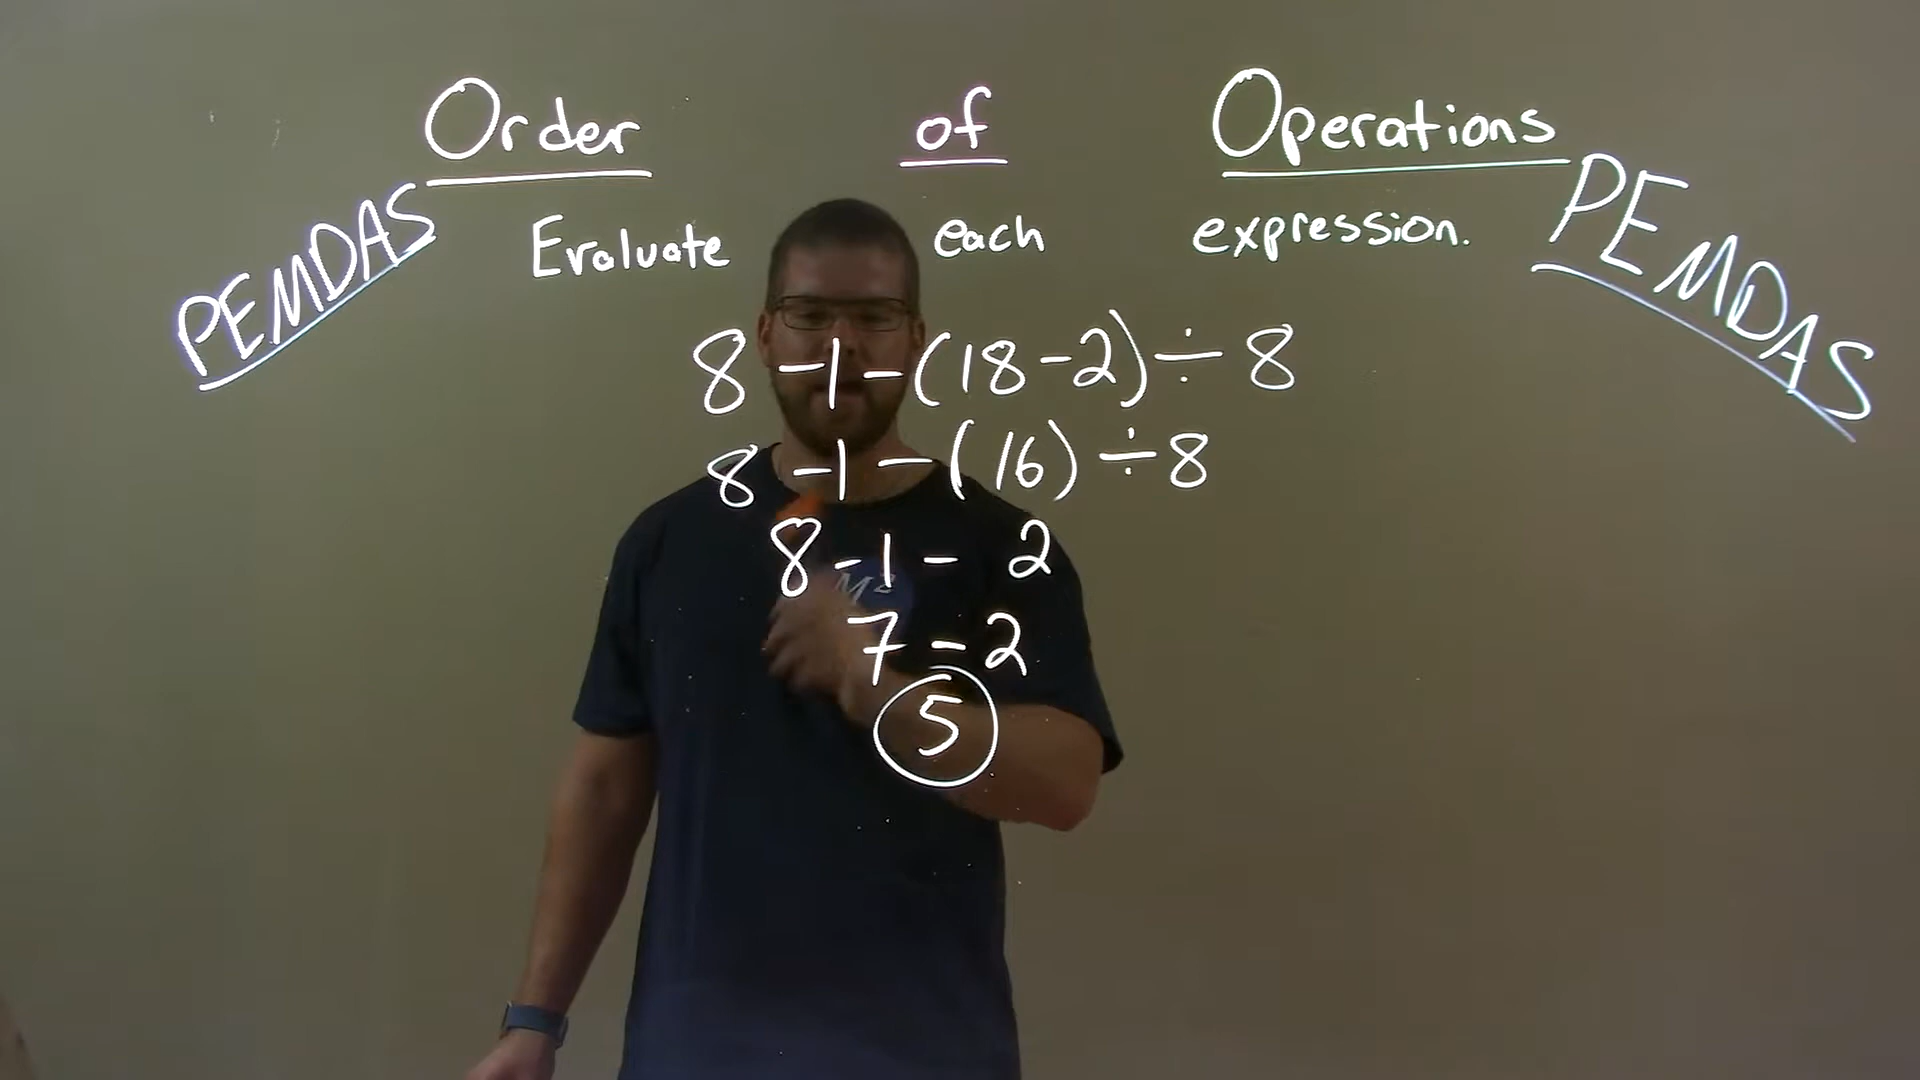 Order of Operations
PEMDAS
PEMDAS
Evaluate each expression.
8 - 1 - (18 - 2) ÷ 8
8 - 1 - (16) ÷ 8
8 - 1 - 2
M²
7 - 2
5